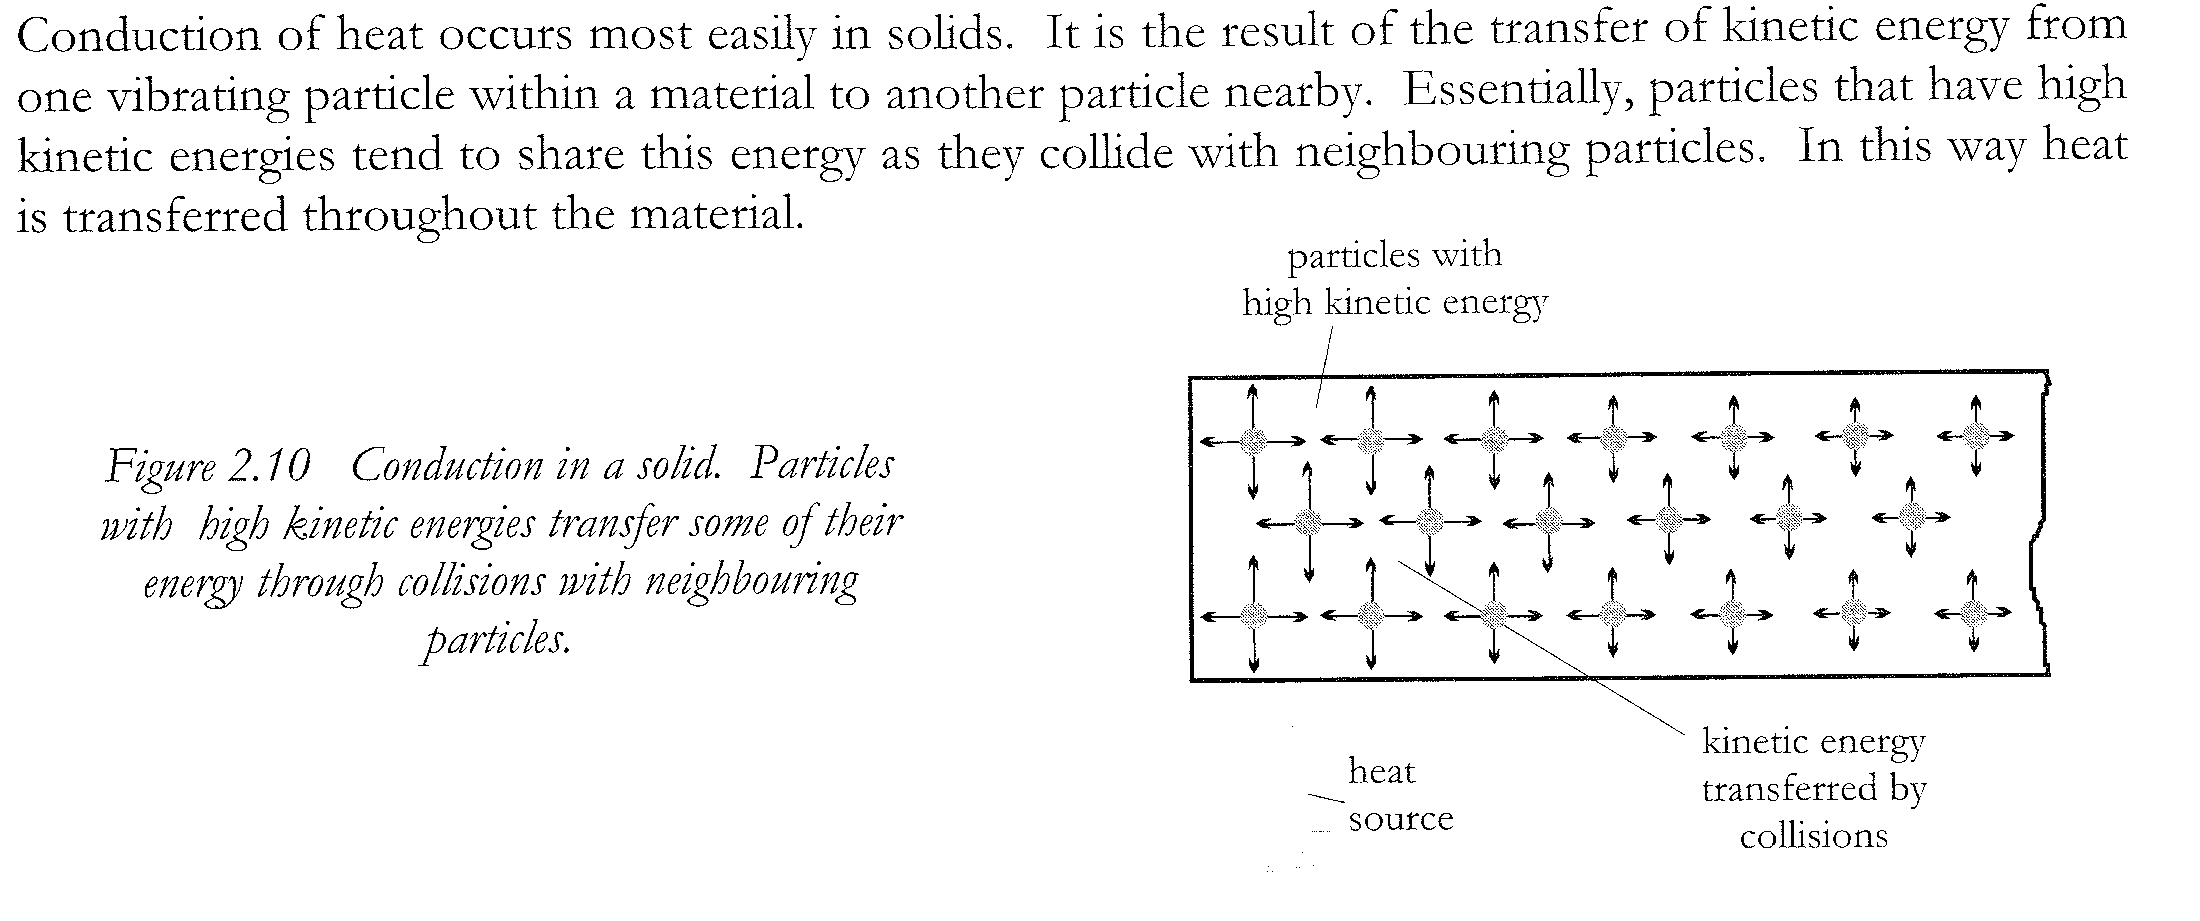 Conduction of heat occurs most easily in solids. It is the result of the transfer of kinetic energy from
one vibrating particle within a material to another particle nearby. Essentially, particles that have high
kinetic energies tend to share this energy as they collide with neighbouring particles. In this way heat
is transferred throughout the material.
particles with
high kinetic energy
Figure 2.10 Conduction in a solid. Particles
with high kinetic energies transfer some of their
energy through collisions with neighbouring
particles.
kinetic energy
transferred by
collisions
heat
source